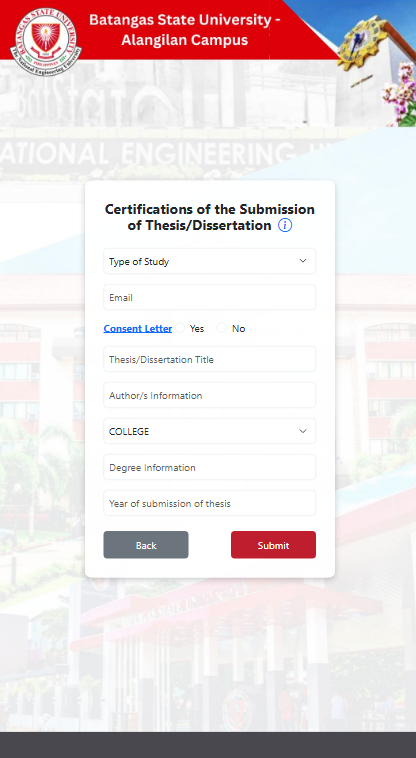 Batangas State University -
Alangilan Campus
BATANGAS STATE UNIVERSITY
The National Engineering University
ATIONAL ENGINEERING U
Certifications of the Submission
of Thesis/Dissertation
Type of Study
Email
Consent Letter Yes No
Thesis/Dissertation Title
Author/s Information
COLLEGE
Degree Information
Year of submission of thesis
Back Submit